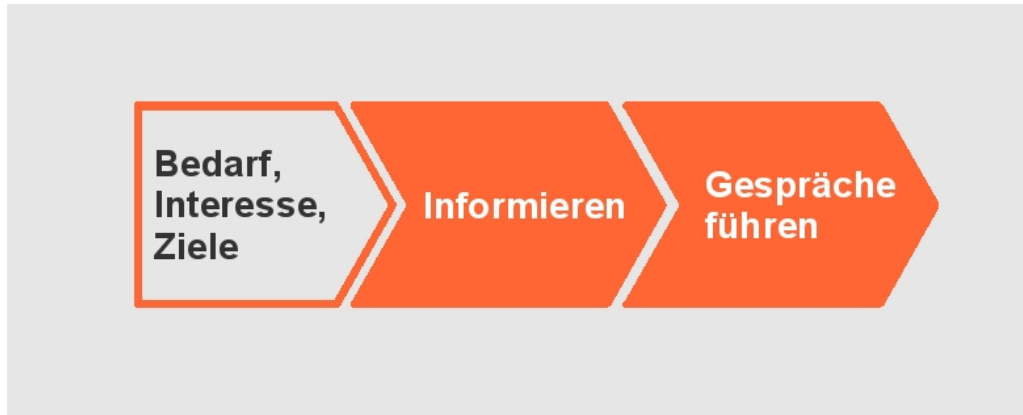 Bedarf,
Interesse,
Ziele
Informieren
Gespräche
führen